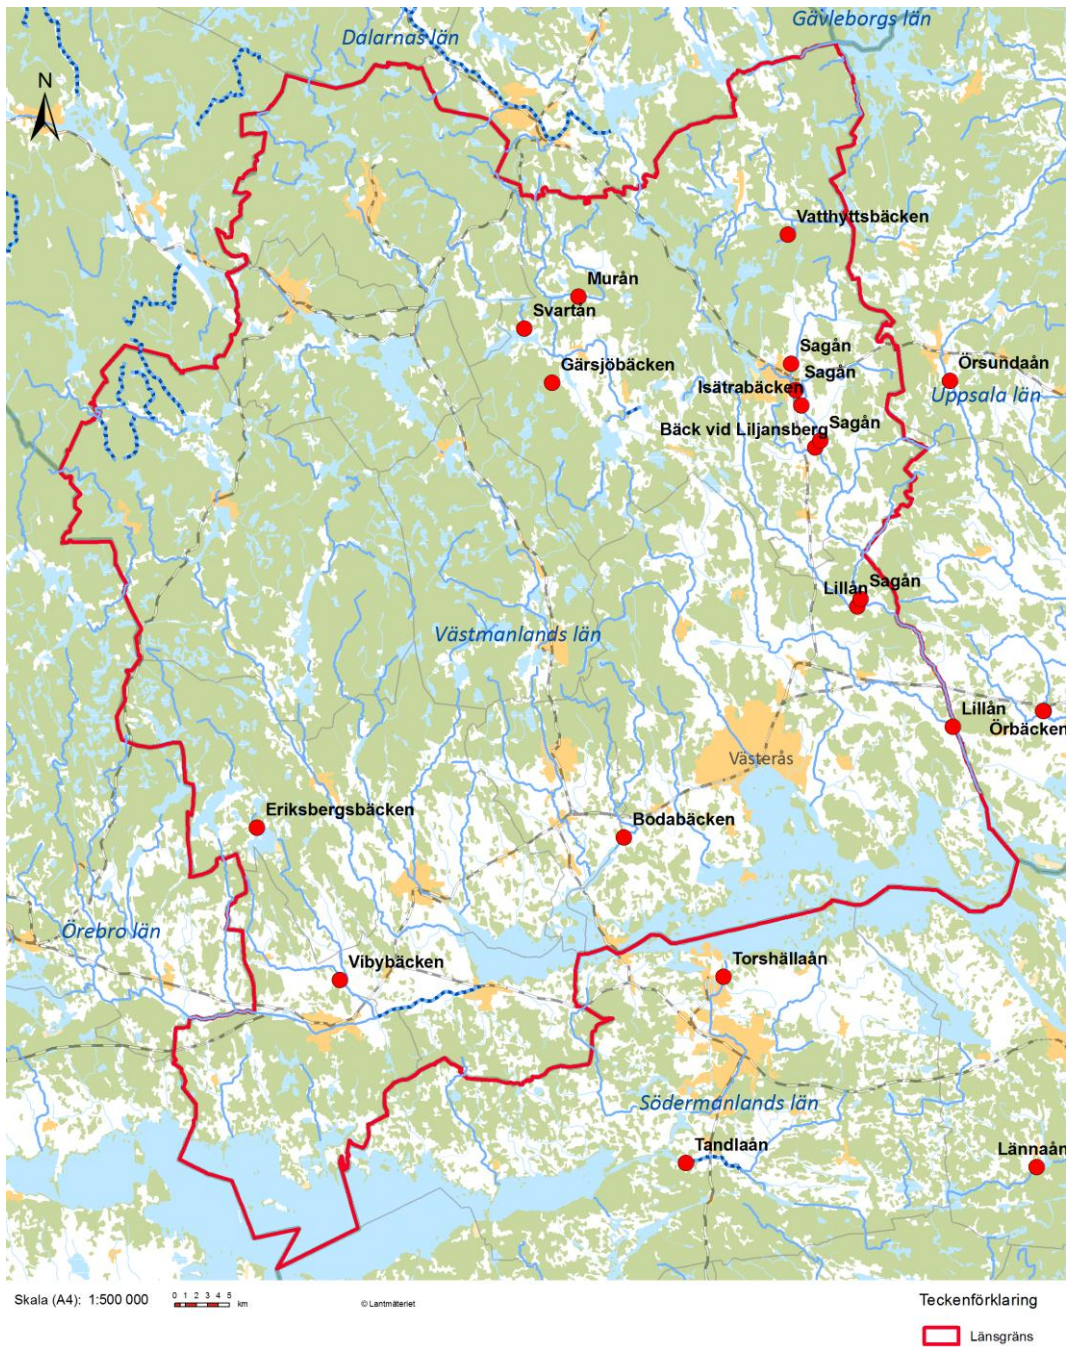 Gävleborgs län
Dalarnas län
N
Vatthyttsbäcken
Murån
Svartån
Sagån
Örsundaån
Gärsjöbäcken
Sagån
Isätrabäcken
Uppsala län
Sagån
Bäck vid Liljansberg
Sagån
Lillån
Västmanlands län
Lillån
Örbäcken
Västerås
Eriksbergsbäcken
Bodabäcken
Örebro län
Vibybäcken
Torshällaån
Södermanlands län
Tandlaån
Lännaån
Skala (A4): 1:500 000
0 1 2 3 4 5
km
© Lantmäteriet
Teckenförklaring
Länsgräns